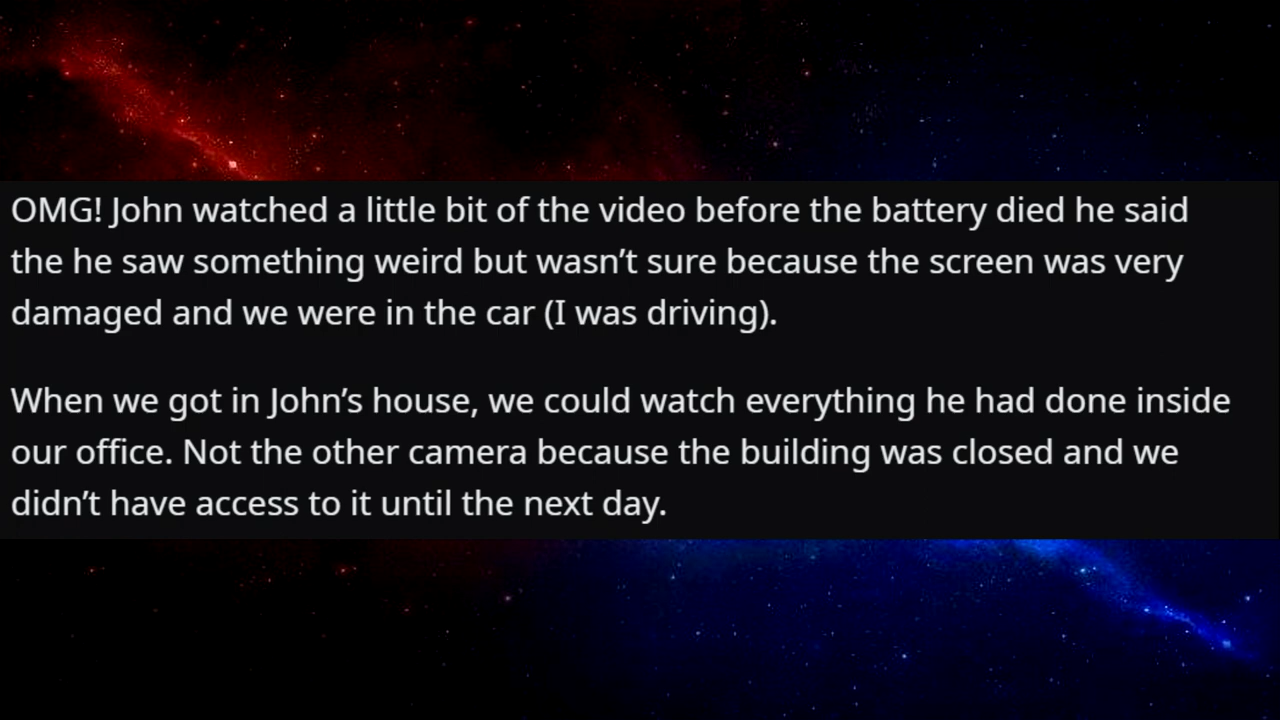 OMG! John watched a little bit of the video before the battery died he said
the he saw something weird but wasn’t sure because the screen was very
damaged and we were in the car (I was driving).
When we got in John’s house, we could watch everything he had done inside
our office. Not the other camera because the building was closed and we
didn’t have access to it until the next day.